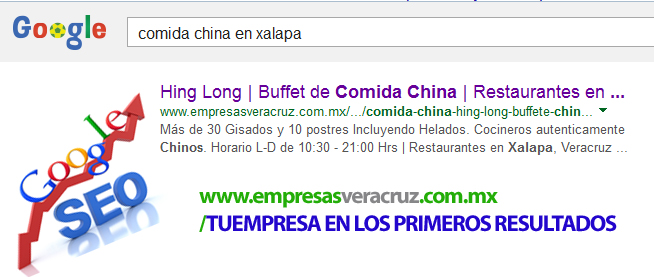 Google
comida china en xalapa
Hing Long | Buffet de Comida China | Restaurantes en ...
www.empresasveracruz.com.mx/.../comida-china-hing-long-buffete-chin...
Más de 30 Gisados y 10 postres Incluyendo Helados. Cocineros autenticamente
Chinos. Horario L-D de 10:30 - 21:00 Hrs | Restaurantes en Xalapa, Veracruz ...
Google
SEO
www.empresasveracruz.com.mx
/TUEMPRESA EN LOS PRIMEROS RESULTADOS